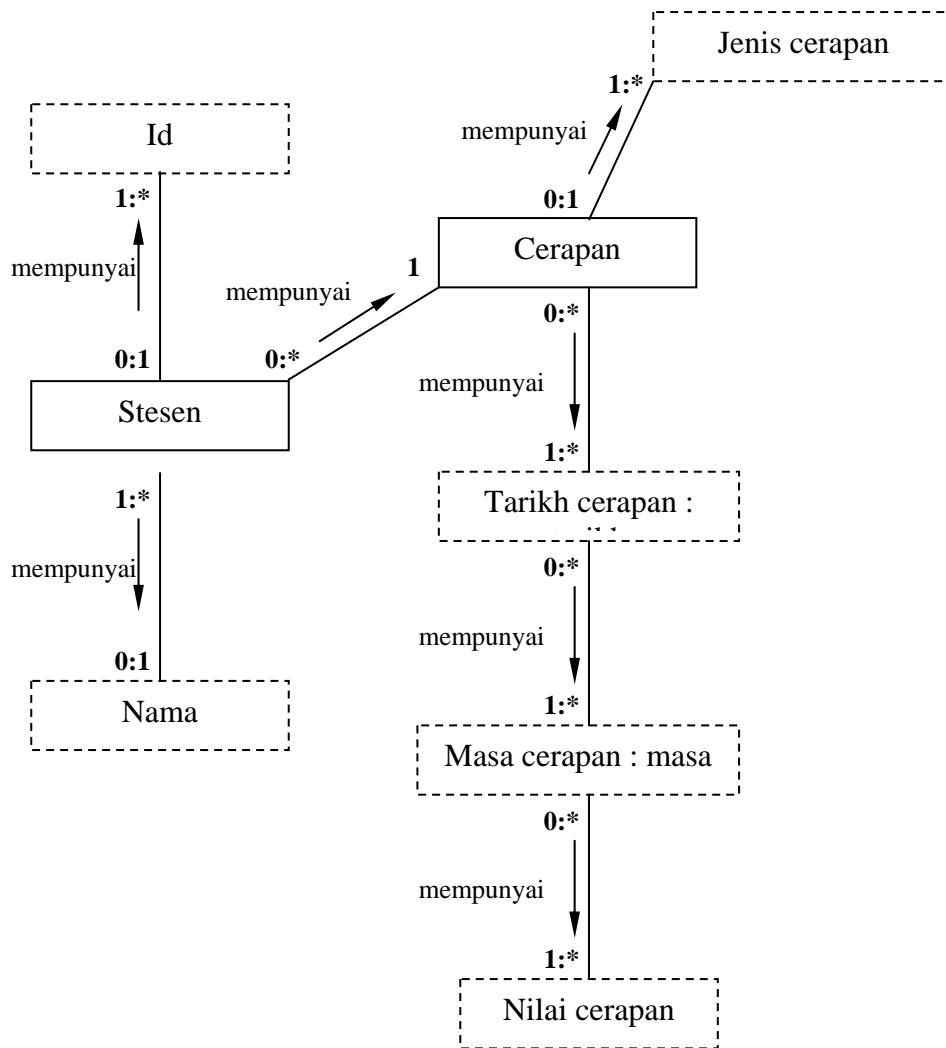 Jenis cerapan
1:*
mempunyai
0:1
Id
1:*
mempunyai
0:1
Stesen
1:*
mempunyai
0:1
Nama
0:*
mempunyai
1
Cerapan
0:*
mempunyai
1:*
Tarikh cerapan :
0:*
mempunyai
1:*
Masa cerapan : masa
0:*
mempunyai
1:*
Nilai cerapan